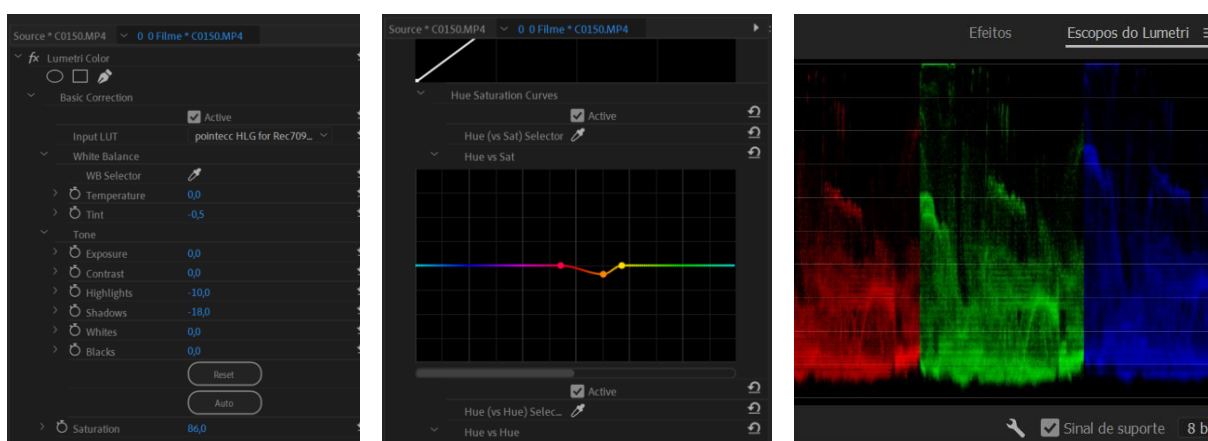 Source * C0150.MP4 0 0 Filme * C0150.MP4
fx Lumetri Color
Basic Correction
Active
Input LUT pointecc HLG for Rec709...
White Balance
WB Selector
Temperature 0,0
Tint -0,5
Tone
Exposure 0,0
Contrast 0,0
Highlights -10,0
Shadows -18,0
Whites 0,0
Blacks 0,0
Reset
Auto
Saturation 86,0
Source * C0150.MP4 0 0 Filme * C0150.MP4
Hue Saturation Curves
Active
Hue (vs Sat) Selector
Hue vs Sat
Active
Hue (vs Hue) Selec...
Hue vs Hue
Efeitos Escopos do Lumetri
Sinal de suporte 8 b